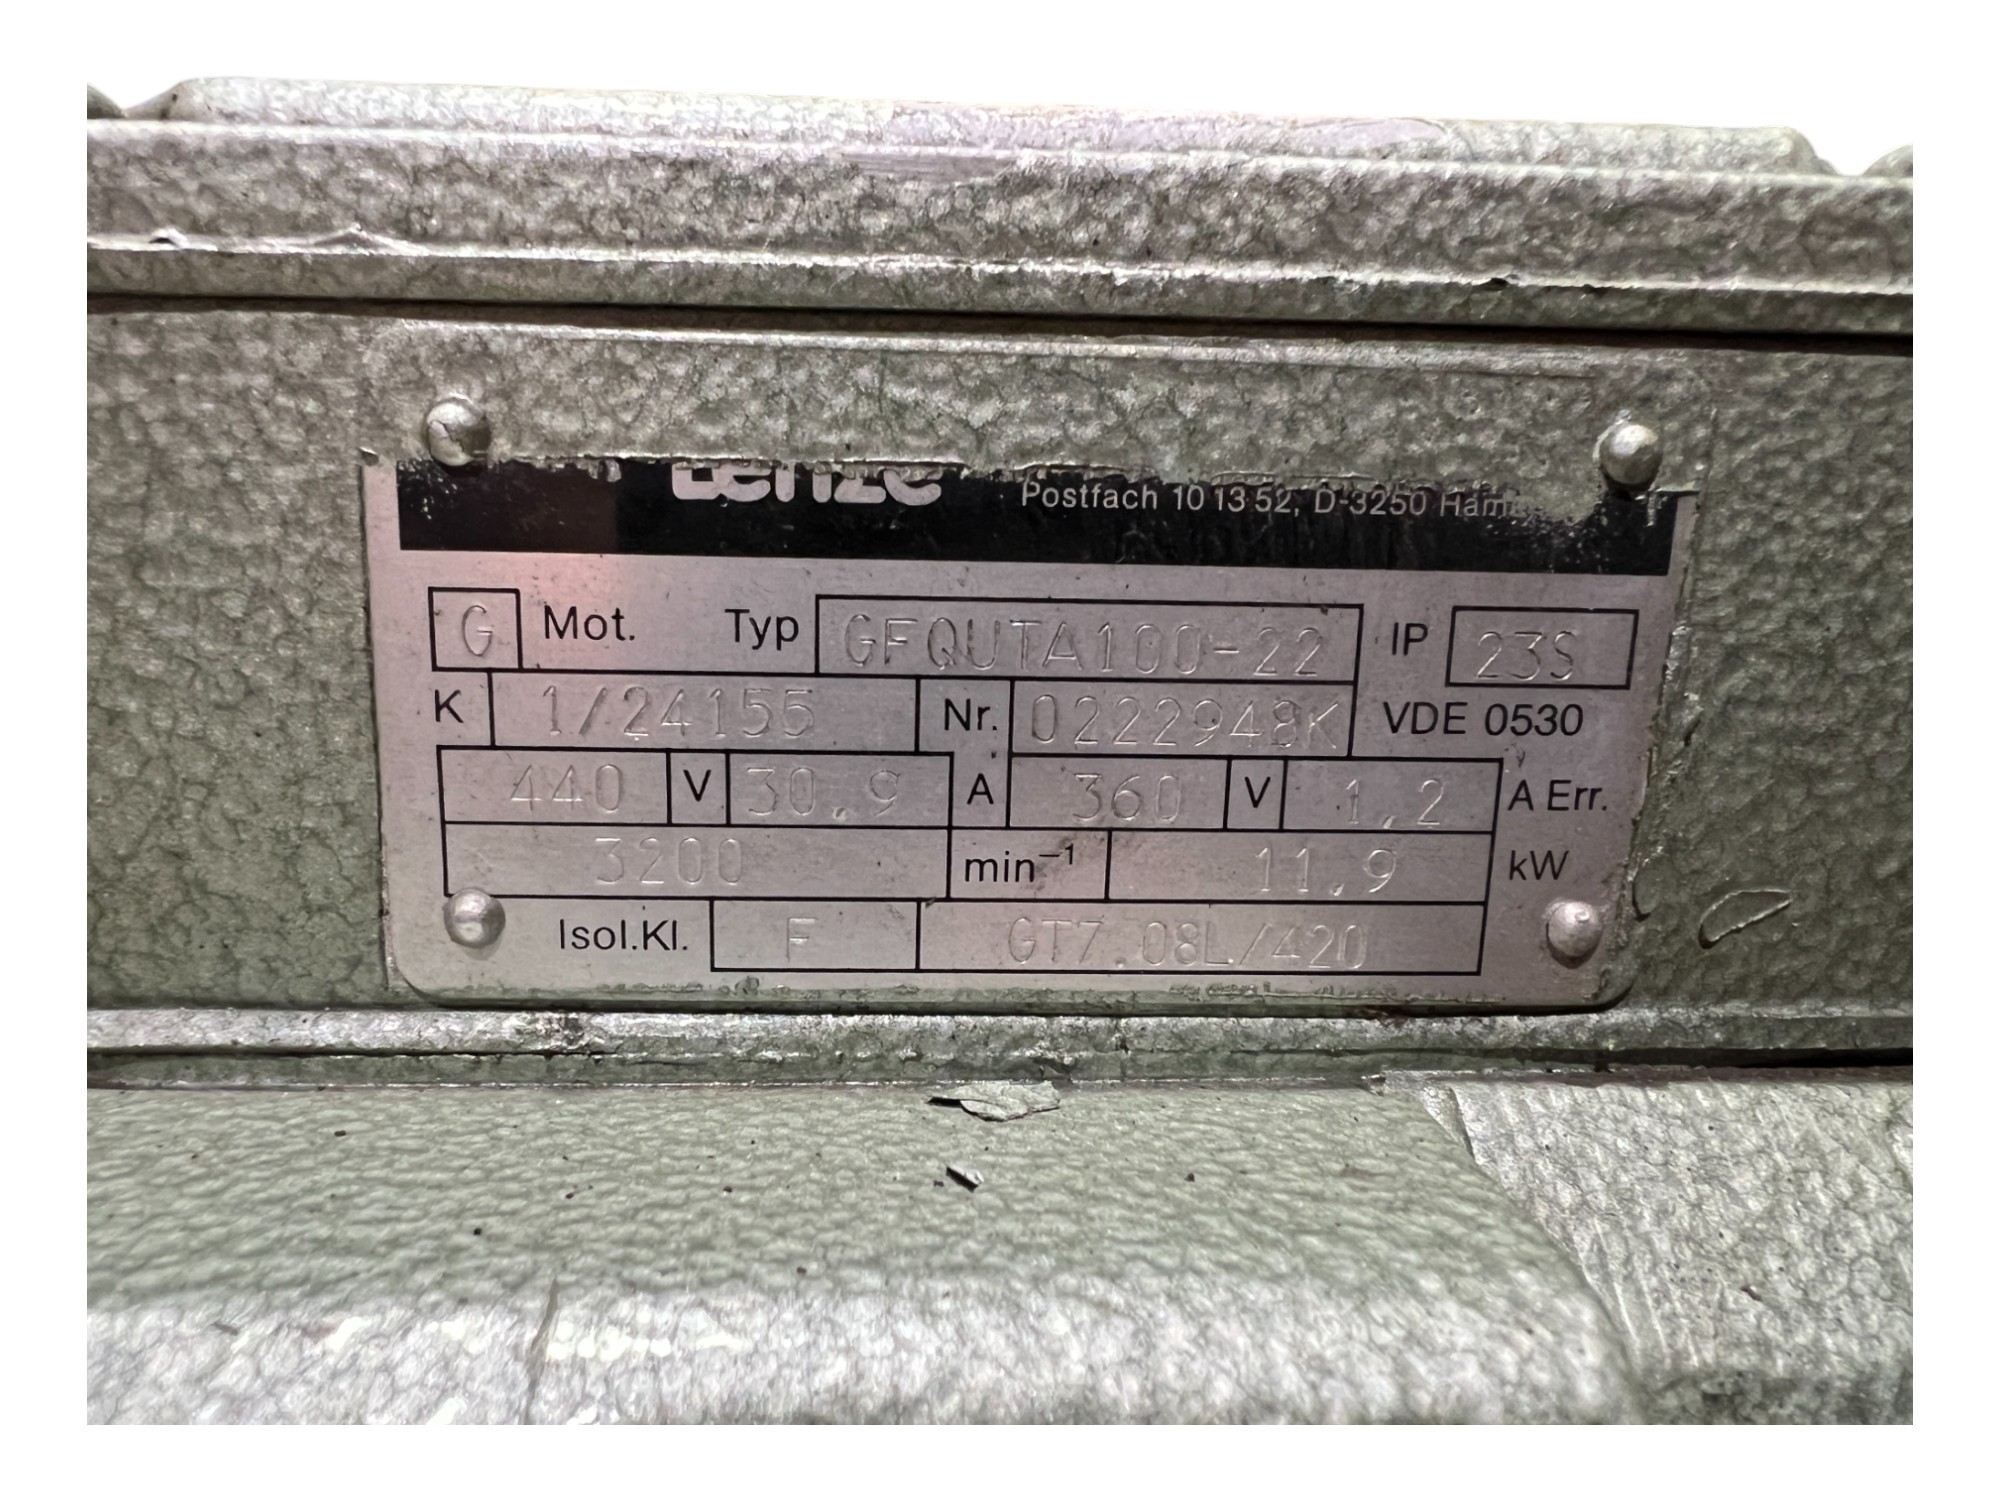 Lenze
Postfach 10 13 52, D-3250
G Mot. Typ GFQUTA100-22 IP 23S
K 1/24155 Nr. 0222948K VDE 0530
440 V 30.9 A 360 V 1,2 A Err.
3200 min⁻¹ 11,9 kW
Isol.Kl. F GT7.08L/420